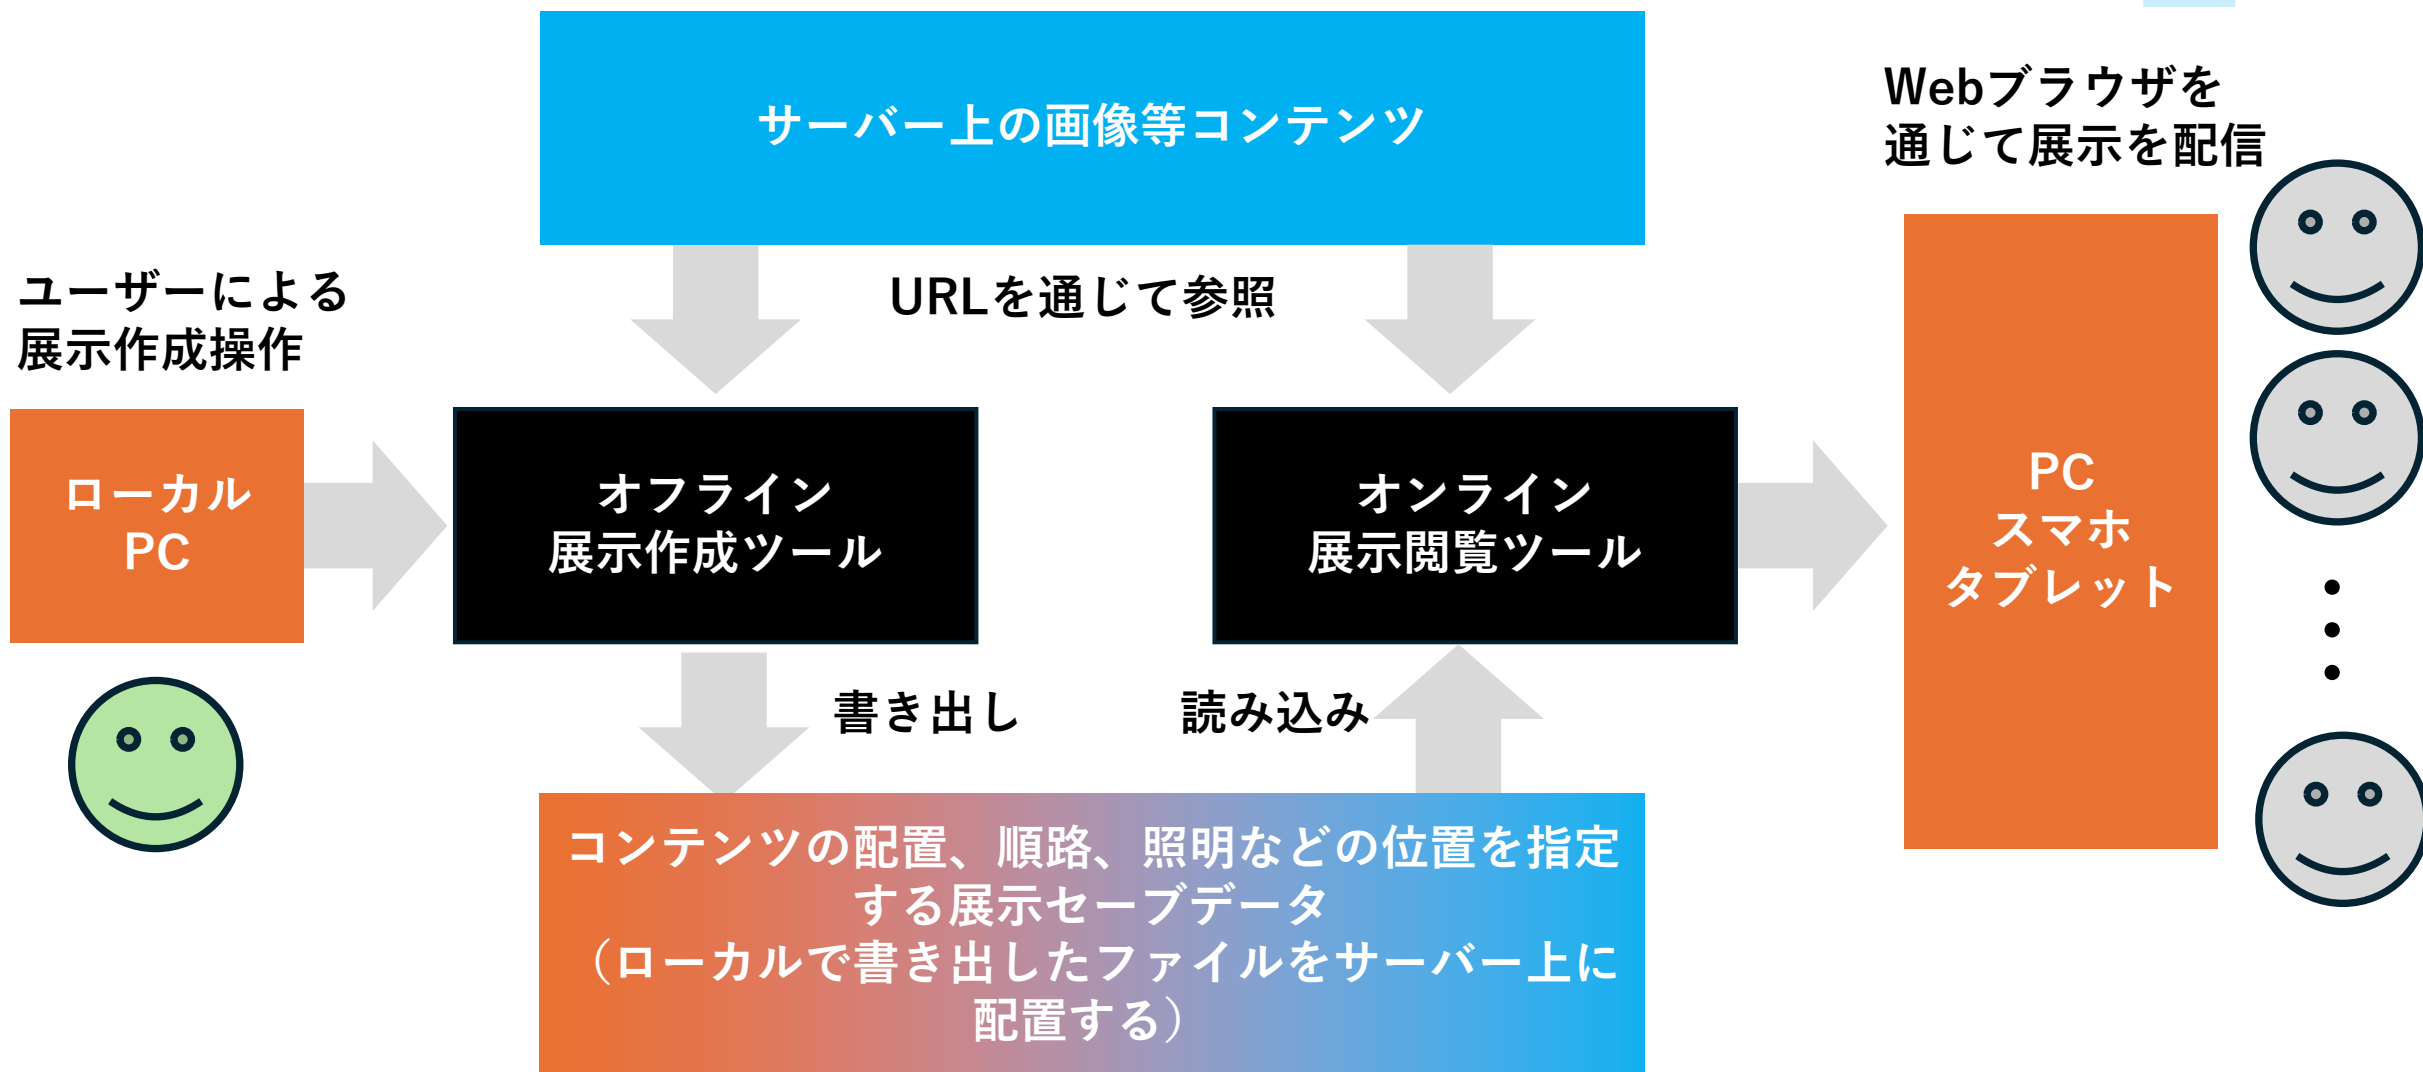 サーバー上の画像等コンテンツ
Webブラウザを
通じて展示を配信
ユーザーによる
展示作成操作
URLを通じて参照
ローカル
PC
オフライン
展示作成ツール
オンライン
展示閲覧ツール
PC
スマホ
タブレット
書き出し
読み込み
コンテンツの配置、順路、照明などの位置を指定
する展示セーブデータ
（ローカルで書き出したファイルをサーバー上に
配置する）